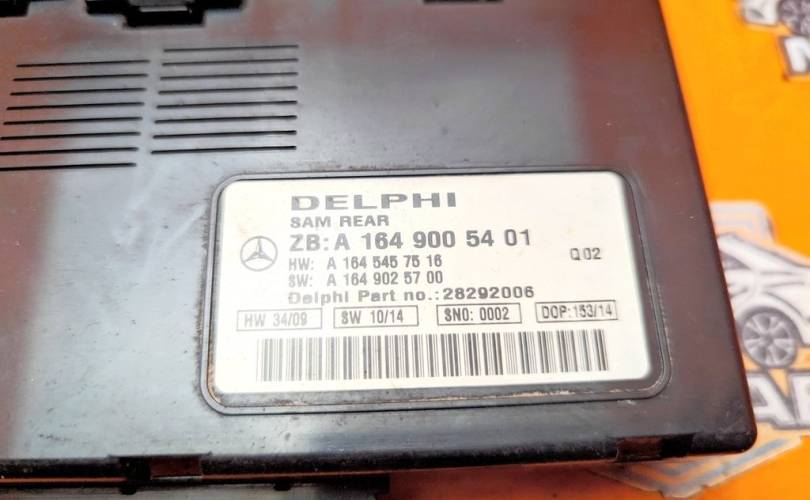 DELPHI
SAM REAR
ZB: A 164 900 54 01
HW: A 164 545 75 16
Q02
SW: A 164 902 57 00
Delphi Part no.: 28292006
HW 34/09 SW 10/14 SNO: 0002 DOP: 153/14